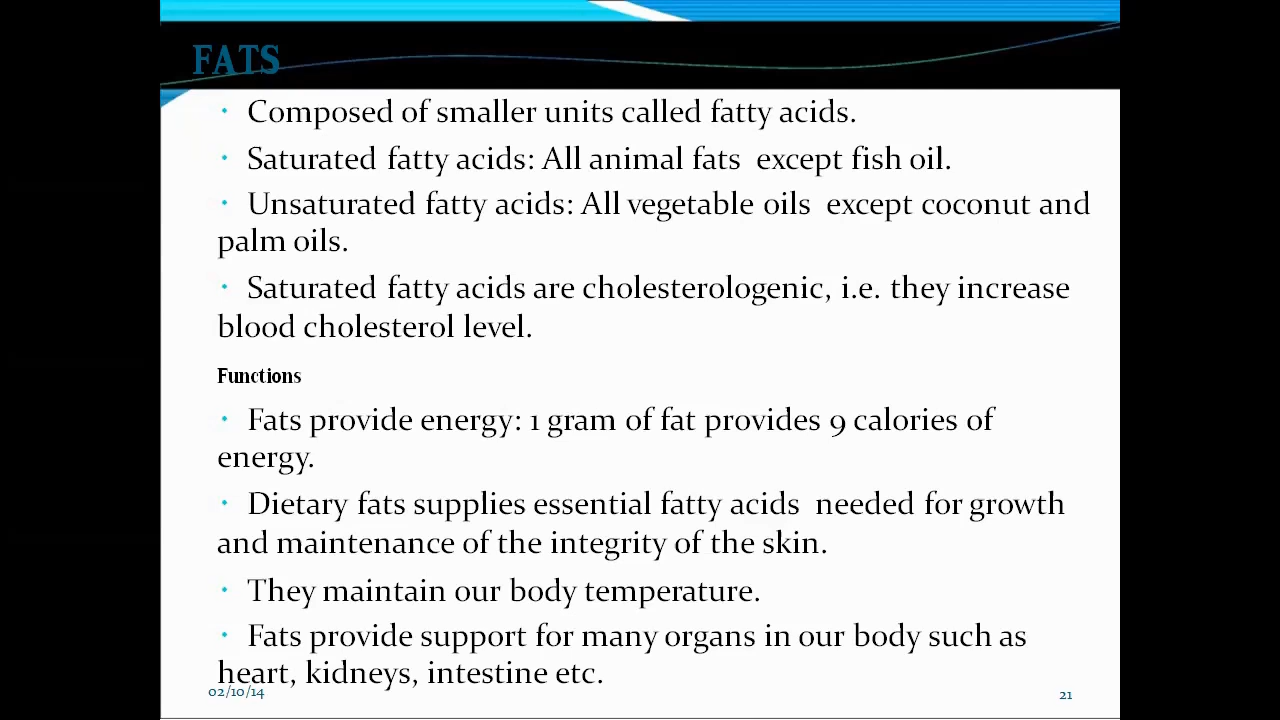 FATS
• Composed of smaller units called fatty acids.
• Saturated fatty acids: All animal fats except fish oil.
• Unsaturated fatty acids: All vegetable oils except coconut and
palm oils.
• Saturated fatty acids are cholesterologenic, i.e. they increase
blood cholesterol level.
Functions
• Fats provide energy: 1 gram of fat provides 9 calories of
energy.
• Dietary fats supplies essential fatty acids needed for growth
and maintenance of the integrity of the skin.
• They maintain our body temperature.
• Fats provide support for many organs in our body such as
heart, kidneys, intestine etc.
02/10/14
21